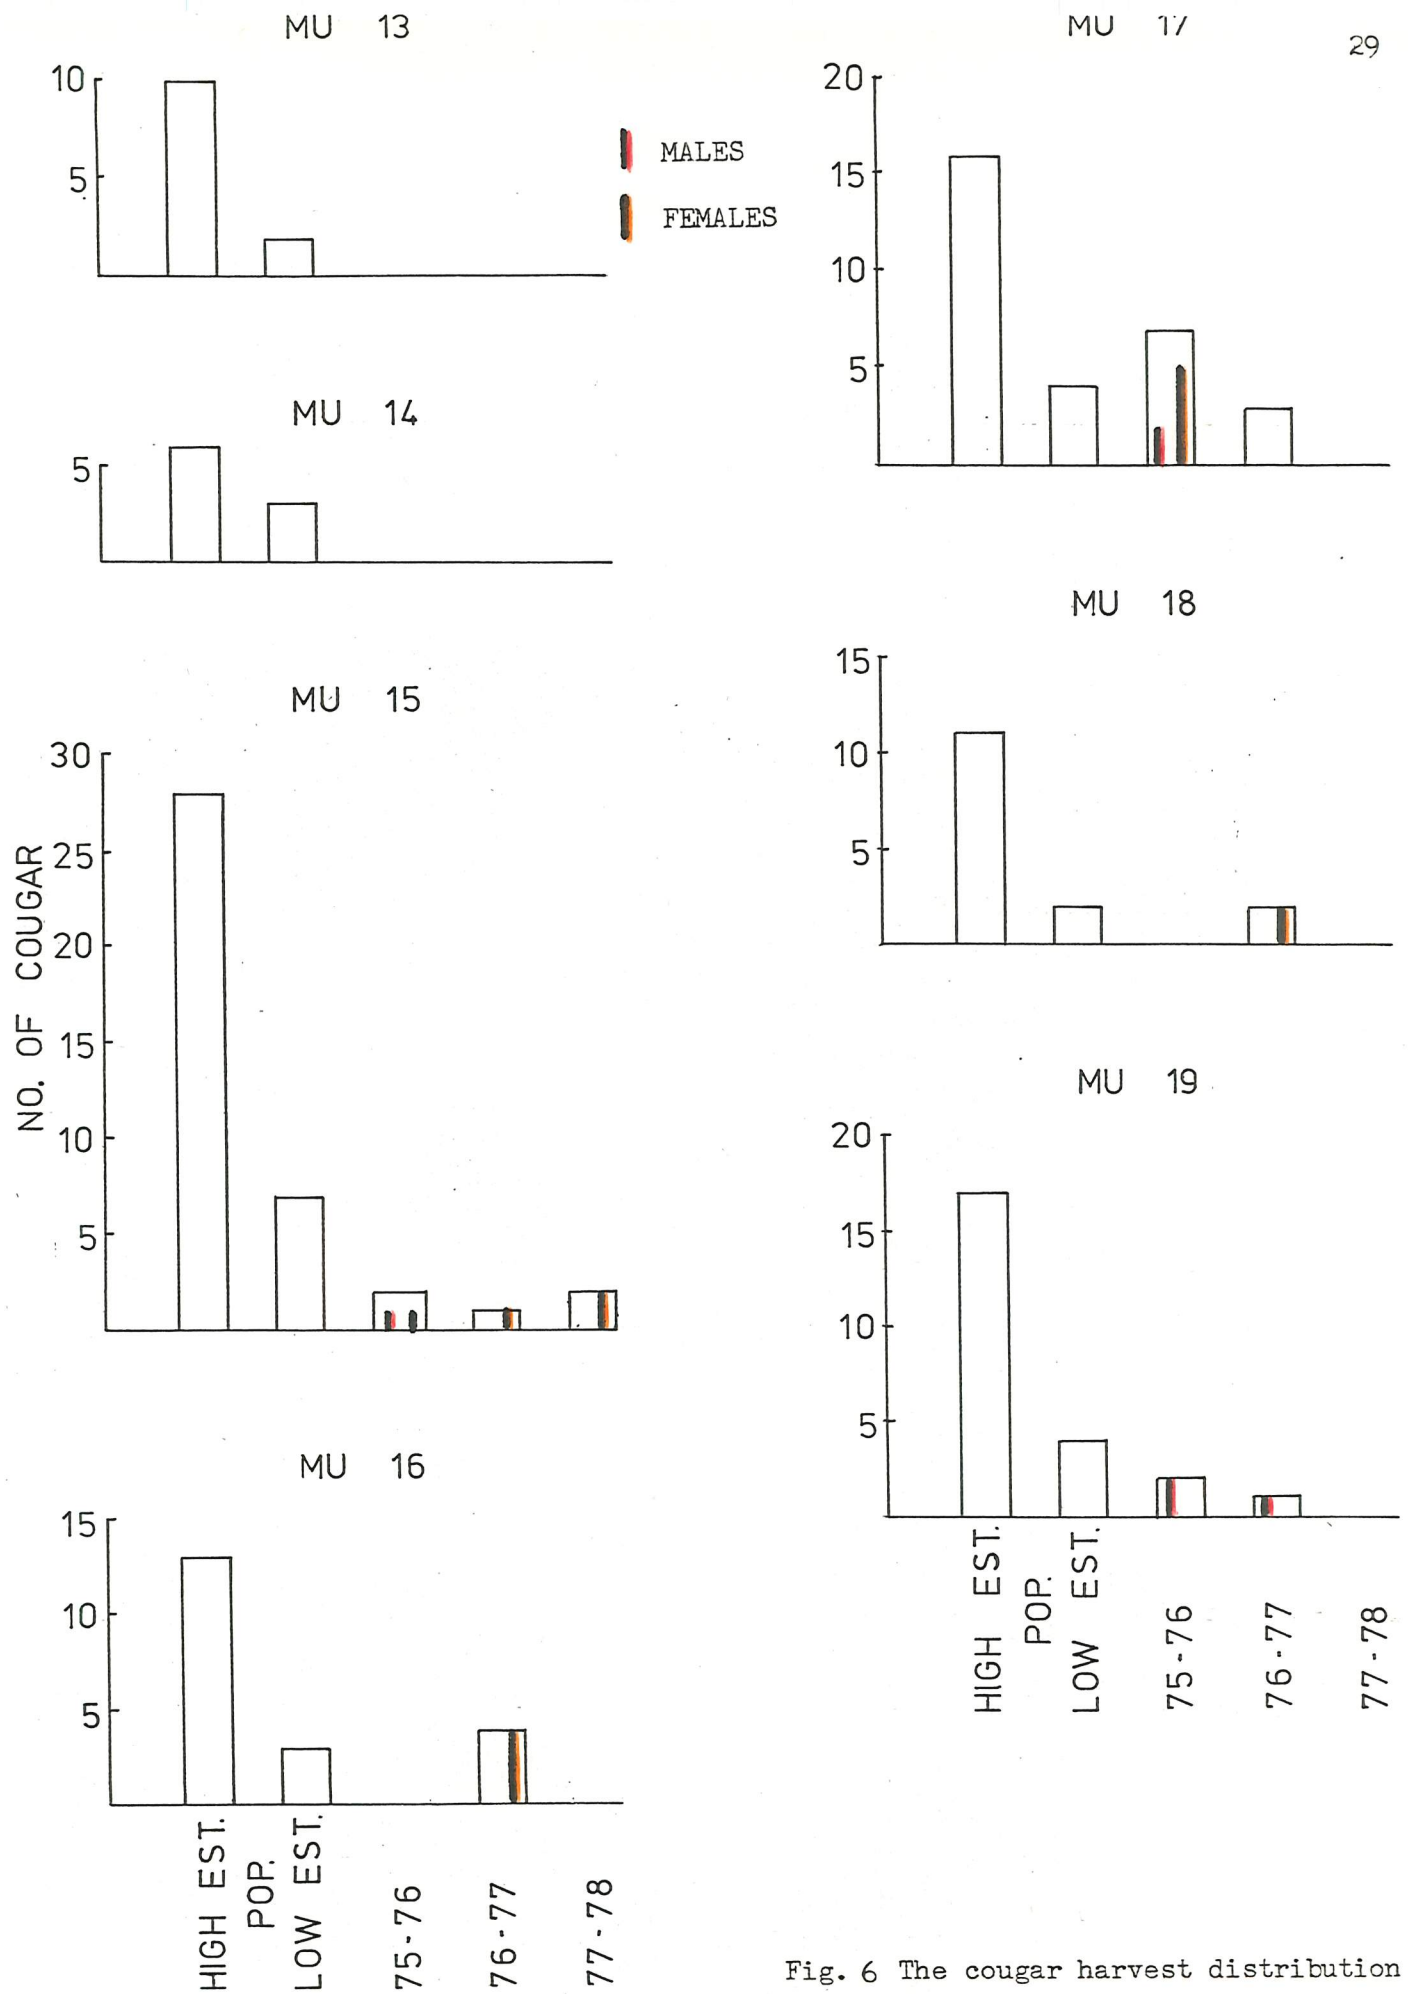 29
MU 13
10
5
MALES
FEMALES
MU 14
5
MU 15
30
25
20
15
10
5
NO. OF COUGAR
MU 16
15
10
5
HIGH EST.
POP.
LOW EST.
75-76
76-77
77-78
MU 17
20
15
10
5
MU 18
15
10
5
MU 19
20
15
10
5
HIGH EST.
POP.
LOW EST.
75-76
76-77
77-78
Fig. 6 The cougar harvest distribution